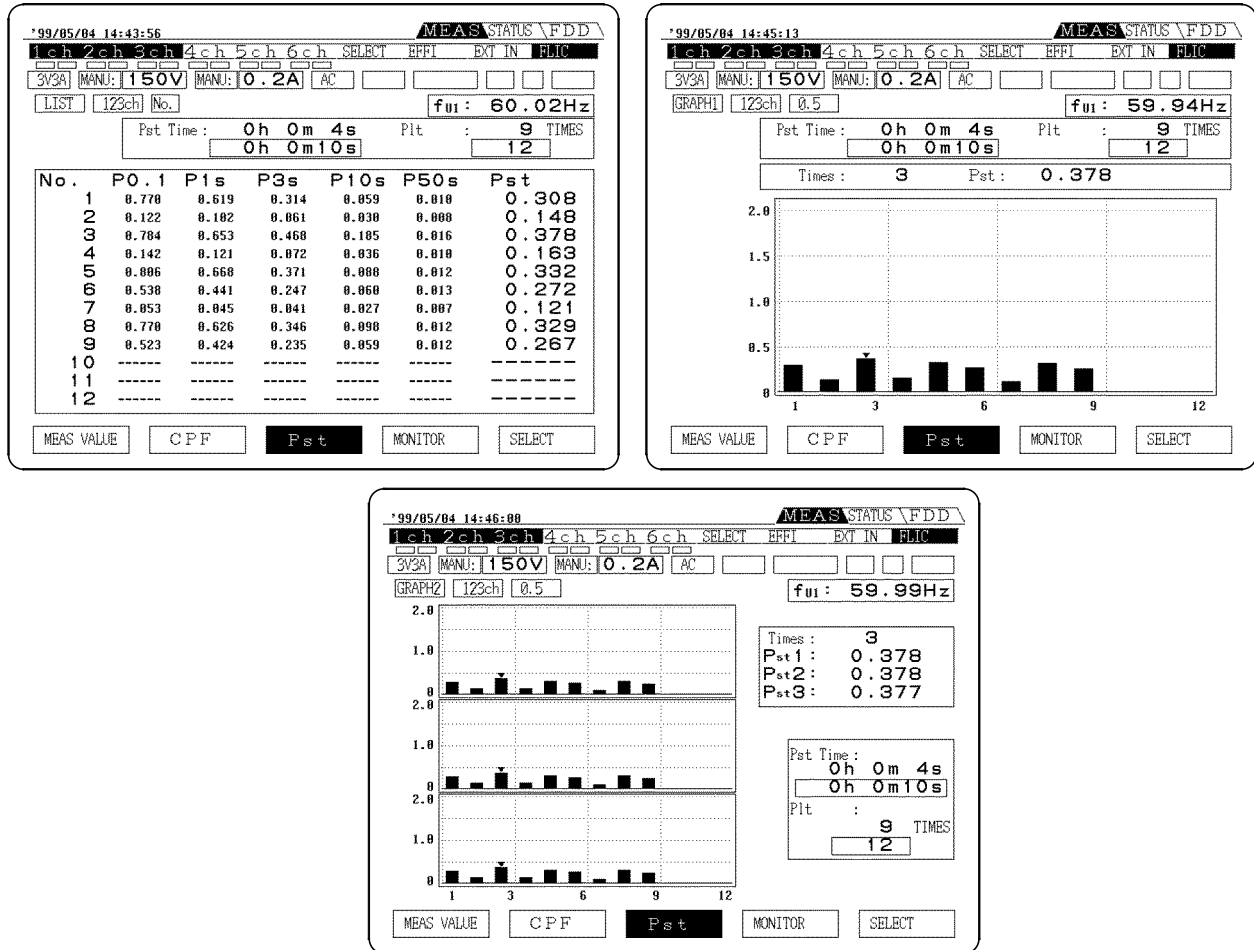 '99/05/04 14:43:56 MEAS STATUS FDD
1ch 2ch 3ch 4ch 5ch 6ch SELECT EFFI EXT IN FLIC
3V3A MANU: 150V MANU: 0.2A AC
LIST 123ch No. fU1: 60.02Hz
Pst Time: 0h 0m 4s Plt : 9 TIMES
0h 0m10s 12
No. P0.1 P1s P3s P10s P50s Pst
1 0.770 0.619 0.314 0.059 0.010 0.308
2 0.122 0.102 0.061 0.030 0.008 0.148
3 0.784 0.653 0.468 0.185 0.016 0.378
4 0.142 0.121 0.072 0.036 0.010 0.163
5 0.806 0.668 0.371 0.088 0.012 0.332
6 0.538 0.441 0.247 0.060 0.013 0.272
7 0.053 0.045 0.041 0.027 0.007 0.121
8 0.770 0.626 0.346 0.098 0.012 0.329
9 0.523 0.424 0.235 0.059 0.012 0.267
10 ------ ------ ------ ------ ------ ------
11 ------ ------ ------ ------ ------ ------
12 ------ ------ ------ ------ ------ ------
MEAS VALUE CPF Pst MONITOR SELECT
'99/05/04 14:45:13 MEAS STATUS FDD
1ch 2ch 3ch 4ch 5ch 6ch SELECT EFFI EXT IN FLIC
3V3A MANU: 150V MANU: 0.2A AC
GRAPH1 123ch 0.5 fU1: 59.94Hz
Pst Time: 0h 0m 4s Plt : 9 TIMES
0h 0m10s 12
Times: 3 Pst: 0.378
2.0
1.5
1.0
0.5
0
1 3 6 9 12
MEAS VALUE CPF Pst MONITOR SELECT
'99/05/04 14:46:00 MEAS STATUS FDD
1ch 2ch 3ch 4ch 5ch 6ch SELECT EFFI EXT IN FLIC
3V3A MANU: 150V MANU: 0.2A AC
GRAPH2 123ch 0.5 fU1: 59.99Hz
2.0
1.0
0
2.0
1.0
0
2.0
1.0
0
1 3 6 9 12
Times: 3
Pst1: 0.378
Pst2: 0.378
Pst3: 0.377
Pst Time:
0h 0m 4s
0h 0m10s
Plt :
9 TIMES
12
MEAS VALUE CPF Pst MONITOR SELECT